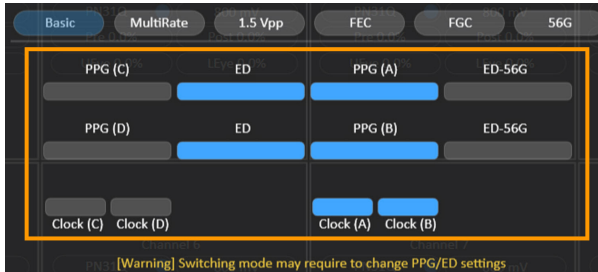 Basic MultiRate 1.5 Vpp FEC FGC 56G
PPG (C) ED PPG (A) ED-56G
PPG (D) ED PPG (B) ED-56G
Clock (C) Clock (D) Clock (A) Clock (B)
Channel 6 Channel 7
[Warning] Switching mode may require to change PPG/ED settings